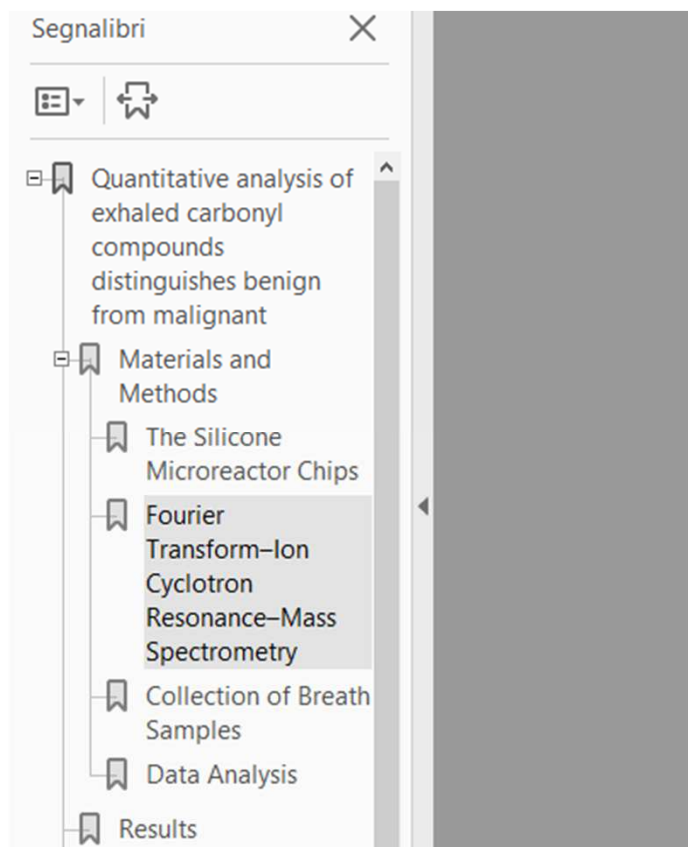 Segnalibri
Quantitative analysis of
exhaled carbonyl
compounds
distinguishes benign
from malignant
Materials and
Methods
The Silicone
Microreactor Chips
Fourier
Transform–Ion
Cyclotron
Resonance–Mass
Spectrometry
Collection of Breath
Samples
Data Analysis
Results